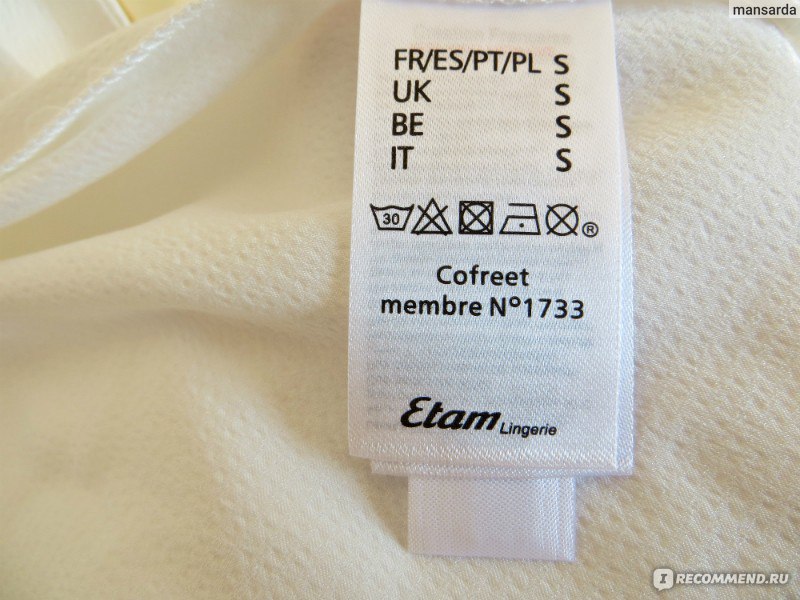 mansarda
FR/ES/PT/PL S
UK S
BE S
IT S
30
®
Cofreet
membre N°1733
Etam Lingerie
I RECOMMEND.RU